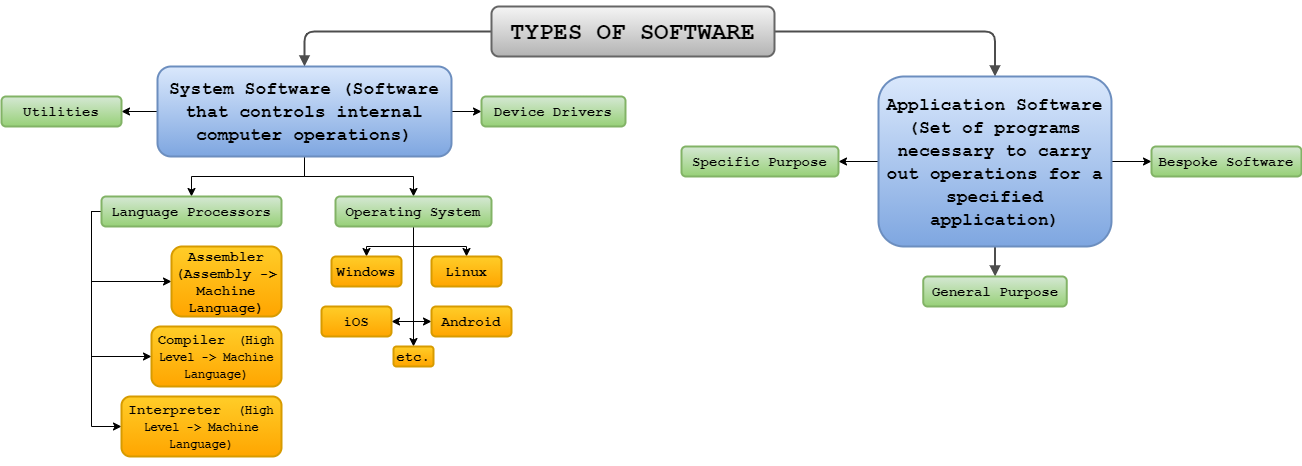 TYPES OF SOFTWARE
System Software (Software
that controls internal
computer operations)
Utilities
Device Drivers
Language Processors
Operating System
Assembler
(Assembly ->
Machine
Language)
Compiler (High
Level -> Machine
Language)
Interpreter (High
Level -> Machine
Language)
Windows
Linux
iOS
Android
etc.
Application Software
(Set of programs
necessary to carry
out operations for a
specified
application)
Specific Purpose
Bespoke Software
General Purpose